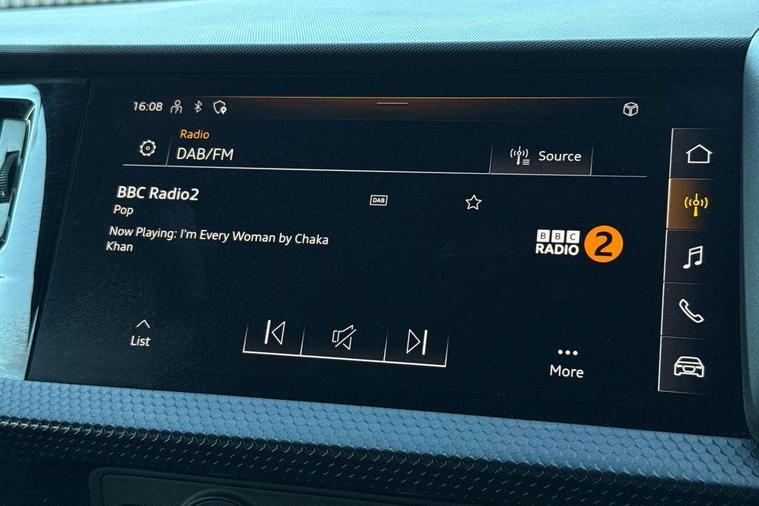 16:08
Radio
DAB/FM
Source
BBC Radio2
DAB
Pop
Now Playing: I'm Every Woman by Chaka
Khan
BBC
RADIO 2
List
More